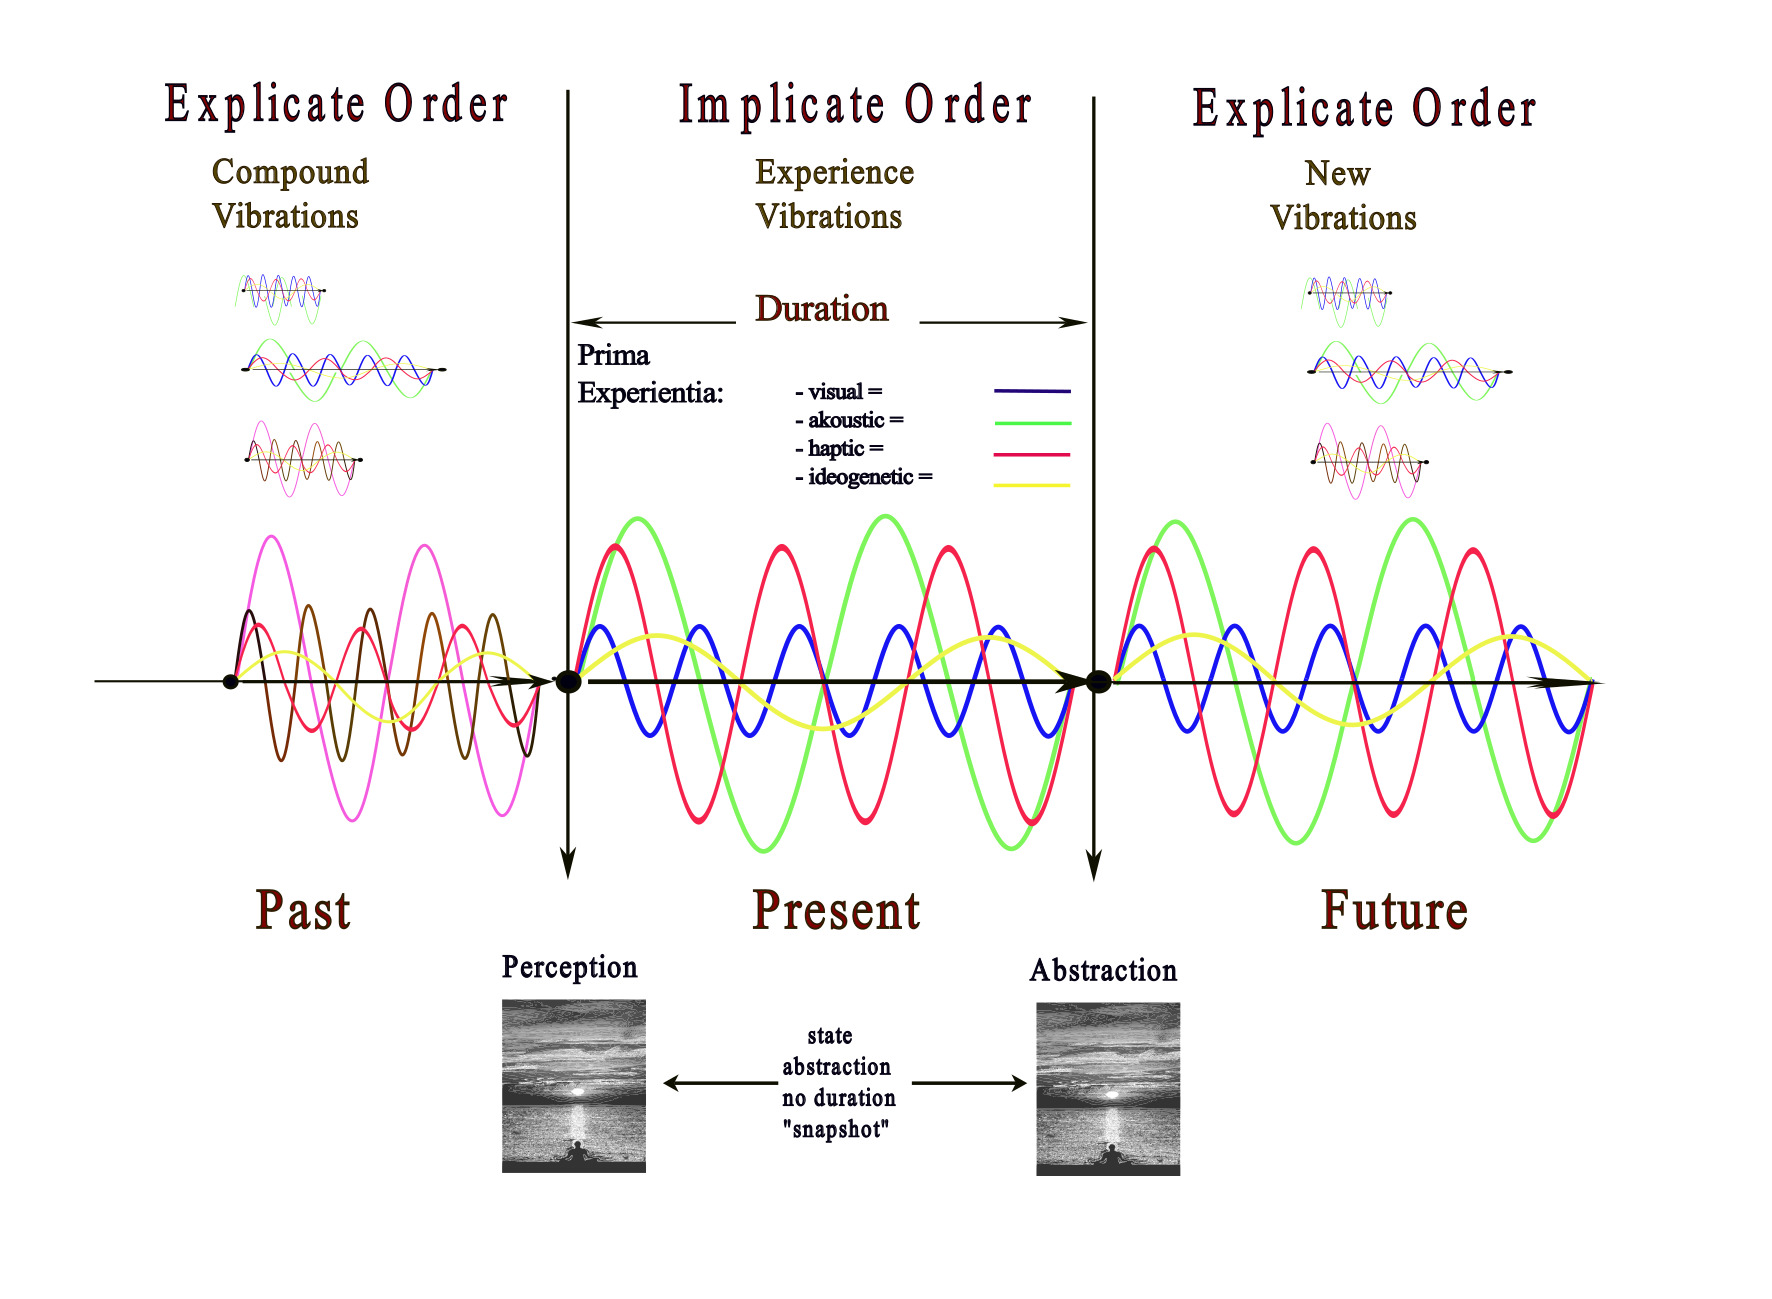 Explicate Order
Implicate Order
Explicate Order
Compound
Vibrations
Experience
Vibrations
New
Vibrations
Duration
Prima
Experientia:
- visual =
- akoustic =
- haptic =
- ideogenetic =
Past
Present
Future
Perception
Abstraction
state
abstraction
no duration
"snapshot"